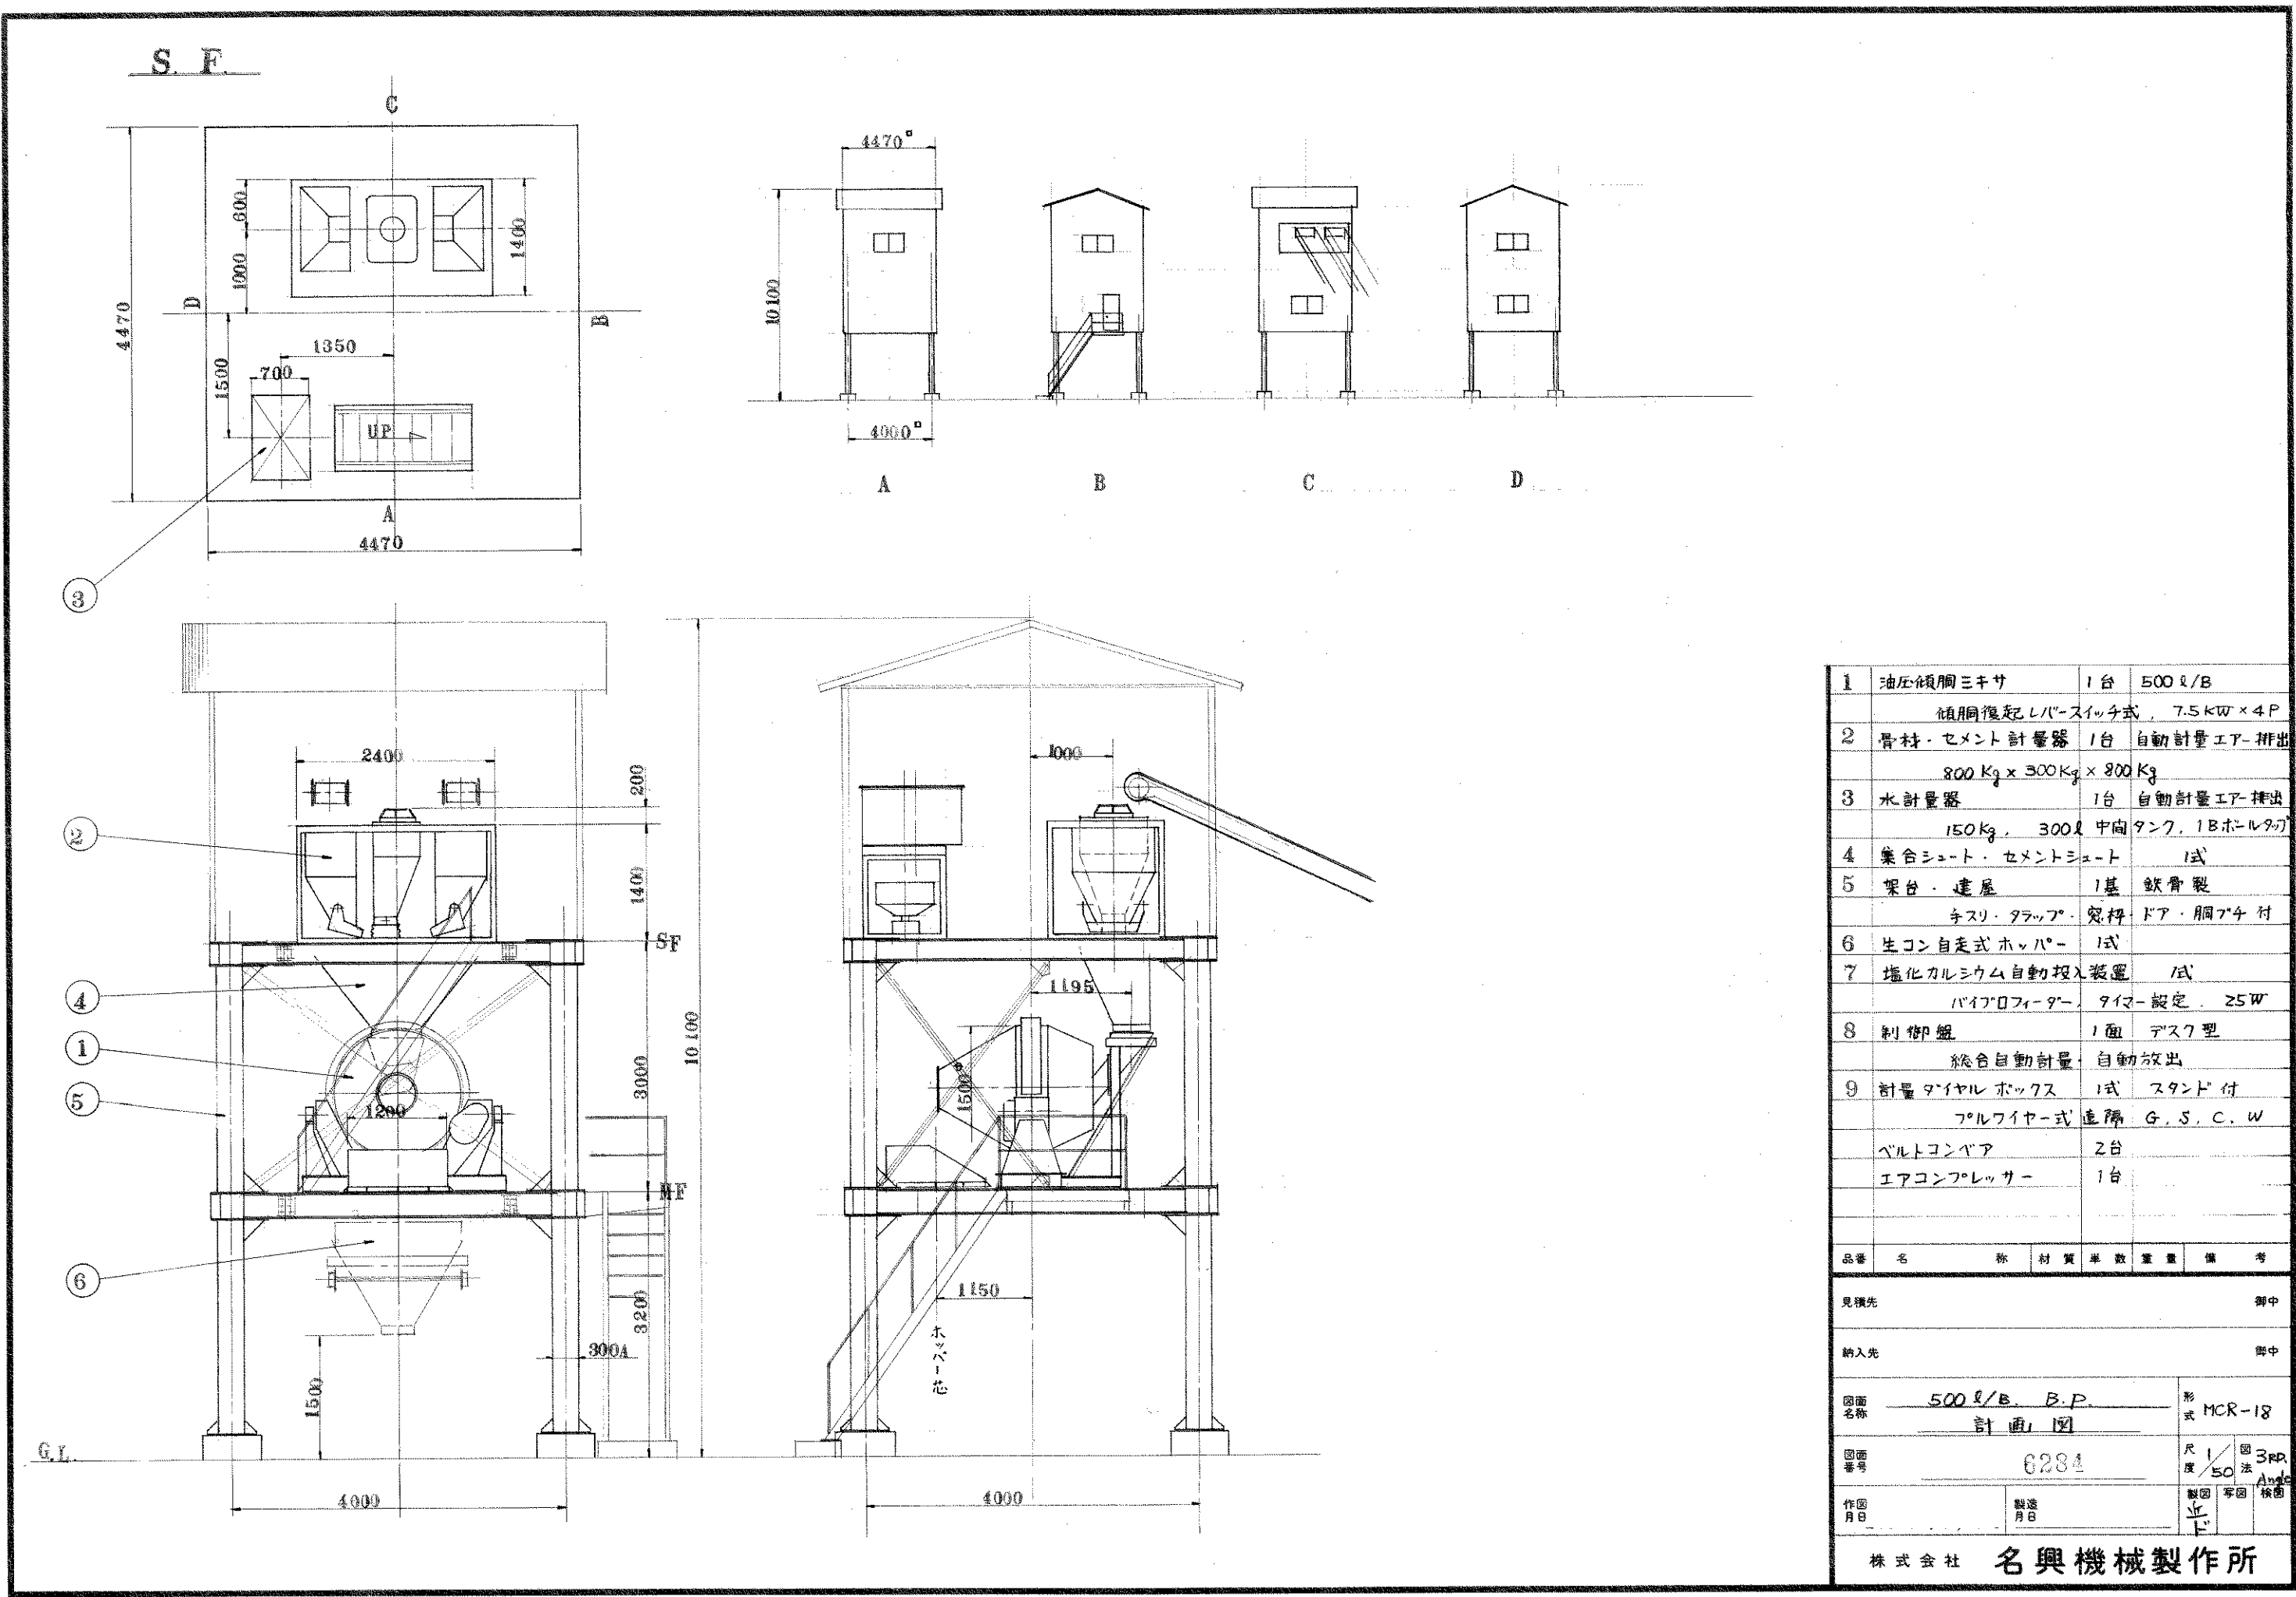 S. F.
C
600
1000
1400
D
B
4470
1350
1500
700
UP
A
4470
3
4470□
10100
4000□
A
B
C
D
2400
200
1400
SF
3000
1200
MF
3200
300A
1500
G.L.
4000
2
4
1
5
6
10100
1000
1195
1500φ
1150
ホッパー芯
4000
1 油圧傾胴ミキサ 1台 500ℓ/B
傾胴復起レバースイッチ式, 7.5KW×4P
2 骨材・セメント計量器 1台 自動計量エアー排出
800Kg×300Kg×800Kg
3 水計量器 1台 自動計量エアー排出
150Kg, 300ℓ中間タンク, 1Bボールタップ
4 集合シュート・セメントシュート 1式
5 架台・建屋 1基 鉄骨製
手スリ・タラップ・窓枠・ドア・胴ブチ付
6 生コン自走式ホッパー 1式
7 塩化カルシウム自動投入装置 1式
バイブロフィーダー, タイマー設定. 25W
8 制御盤 1面 デスク型
総合自動計量・自動放出
9 計量ダイヤルボックス 1式 スタンド付
プルワイヤー式遠隔 G, S, C, W
ベルトコンベア 2台
エアコンプレッサー 1台
品番 名称 材質 単数 重量 備考
見積先 御中
納入先 御中
図面名称 500ℓ/B. B.P. 形式 MCR-18
計画図
図面番号 6284 尺度 1/50 図法 3RD. Angle
作図月日 製造月日 製図 写図 検図
株式会社 名興機械製作所